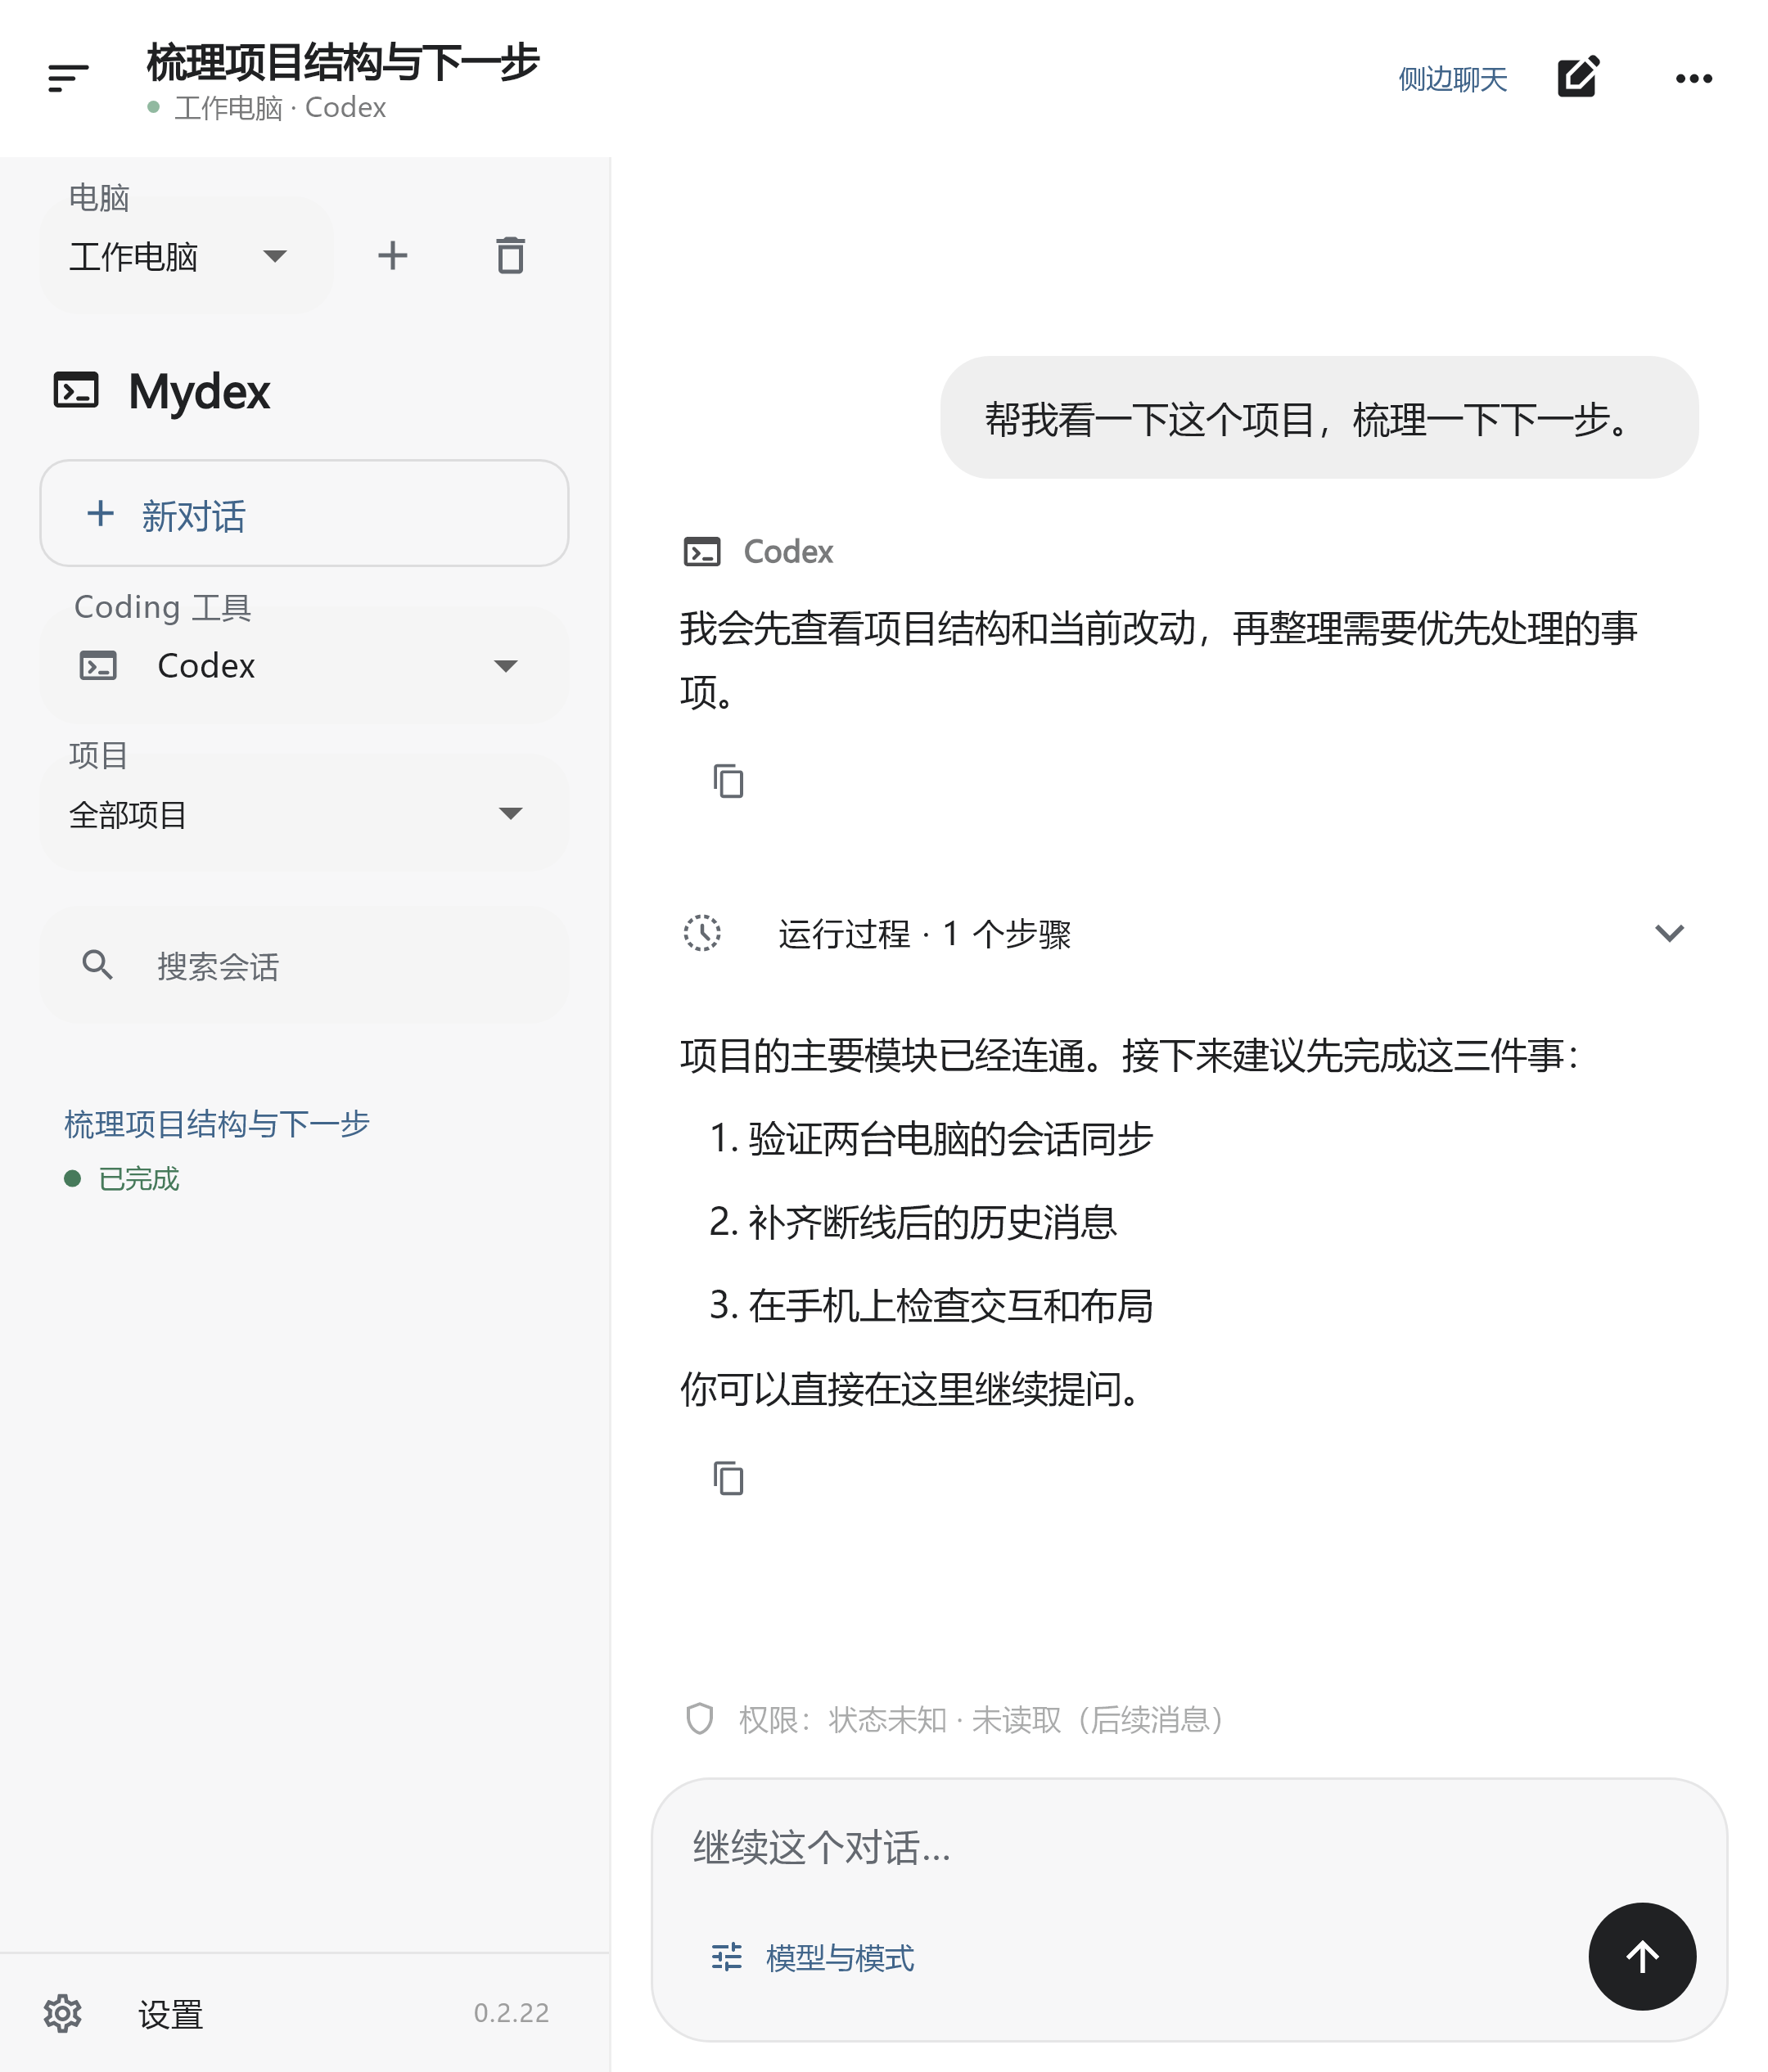 梳理项目结构与下一步
工作电脑 · Codex
侧边聊天
电脑
工作电脑
Mydex
新对话
Coding 工具
Codex
项目
全部项目
搜索会话
梳理项目结构与下一步
已完成
设置
0.2.22
帮我看一下这个项目，梳理一下下一步。
Codex
我会先查看项目结构和当前改动，再整理需要优先处理的事
项。
运行过程 · 1 个步骤
项目的主要模块已经连通。接下来建议先完成这三件事：
1. 验证两台电脑的会话同步
2. 补齐断线后的历史消息
3. 在手机上检查交互和布局
你可以直接在这里继续提问。
权限：状态未知 · 未读取（后续消息）
继续这个对话...
模型与模式